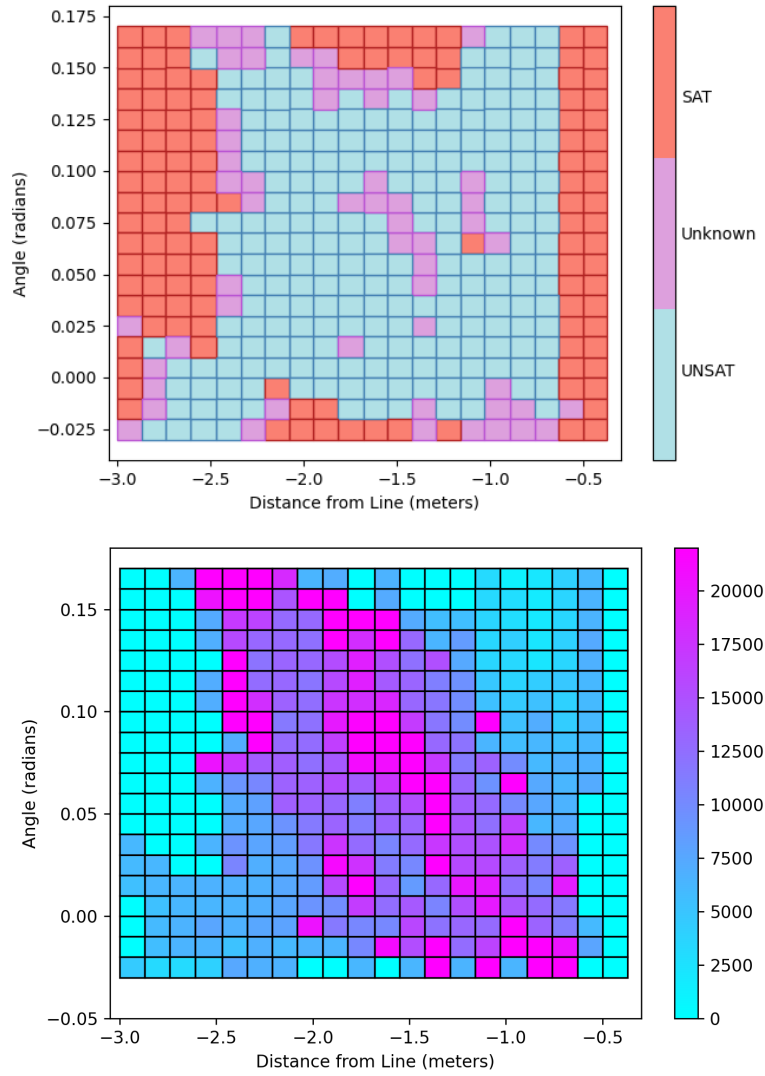 0.175
0.150
0.125
0.100
0.075
0.050
0.025
0.000
−0.025
Angle (radians)
−3.0 −2.5 −2.0 −1.5 −1.0 −0.5
Distance from Line (meters)
SAT
Unknown
UNSAT
0.15
0.10
0.05
0.00
−0.05
Angle (radians)
−3.0 −2.5 −2.0 −1.5 −1.0 −0.5
Distance from Line (meters)
20000
17500
15000
12500
10000
7500
5000
2500
0